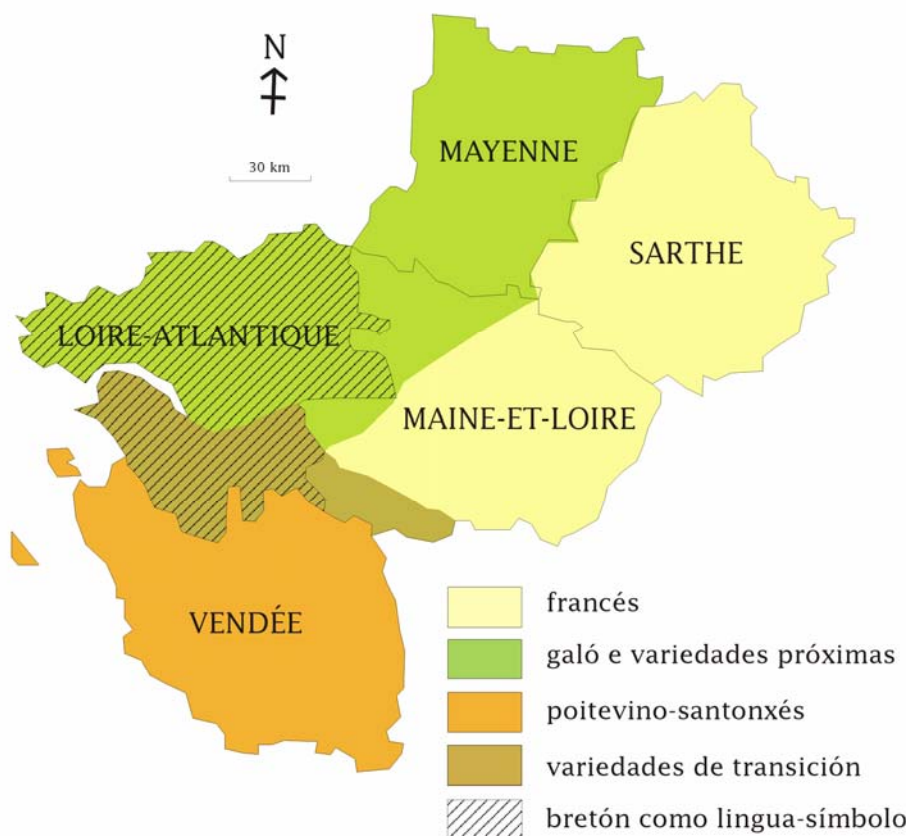 N
30 km
MAYENNE
SARTHE
LOIRE-ATLANTIQUE
MAINE-ET-LOIRE
VENDÉE
francés
galó e variedades próximas
poitevino-santonxés
variedades de transición
bretón como lingua-símbolo